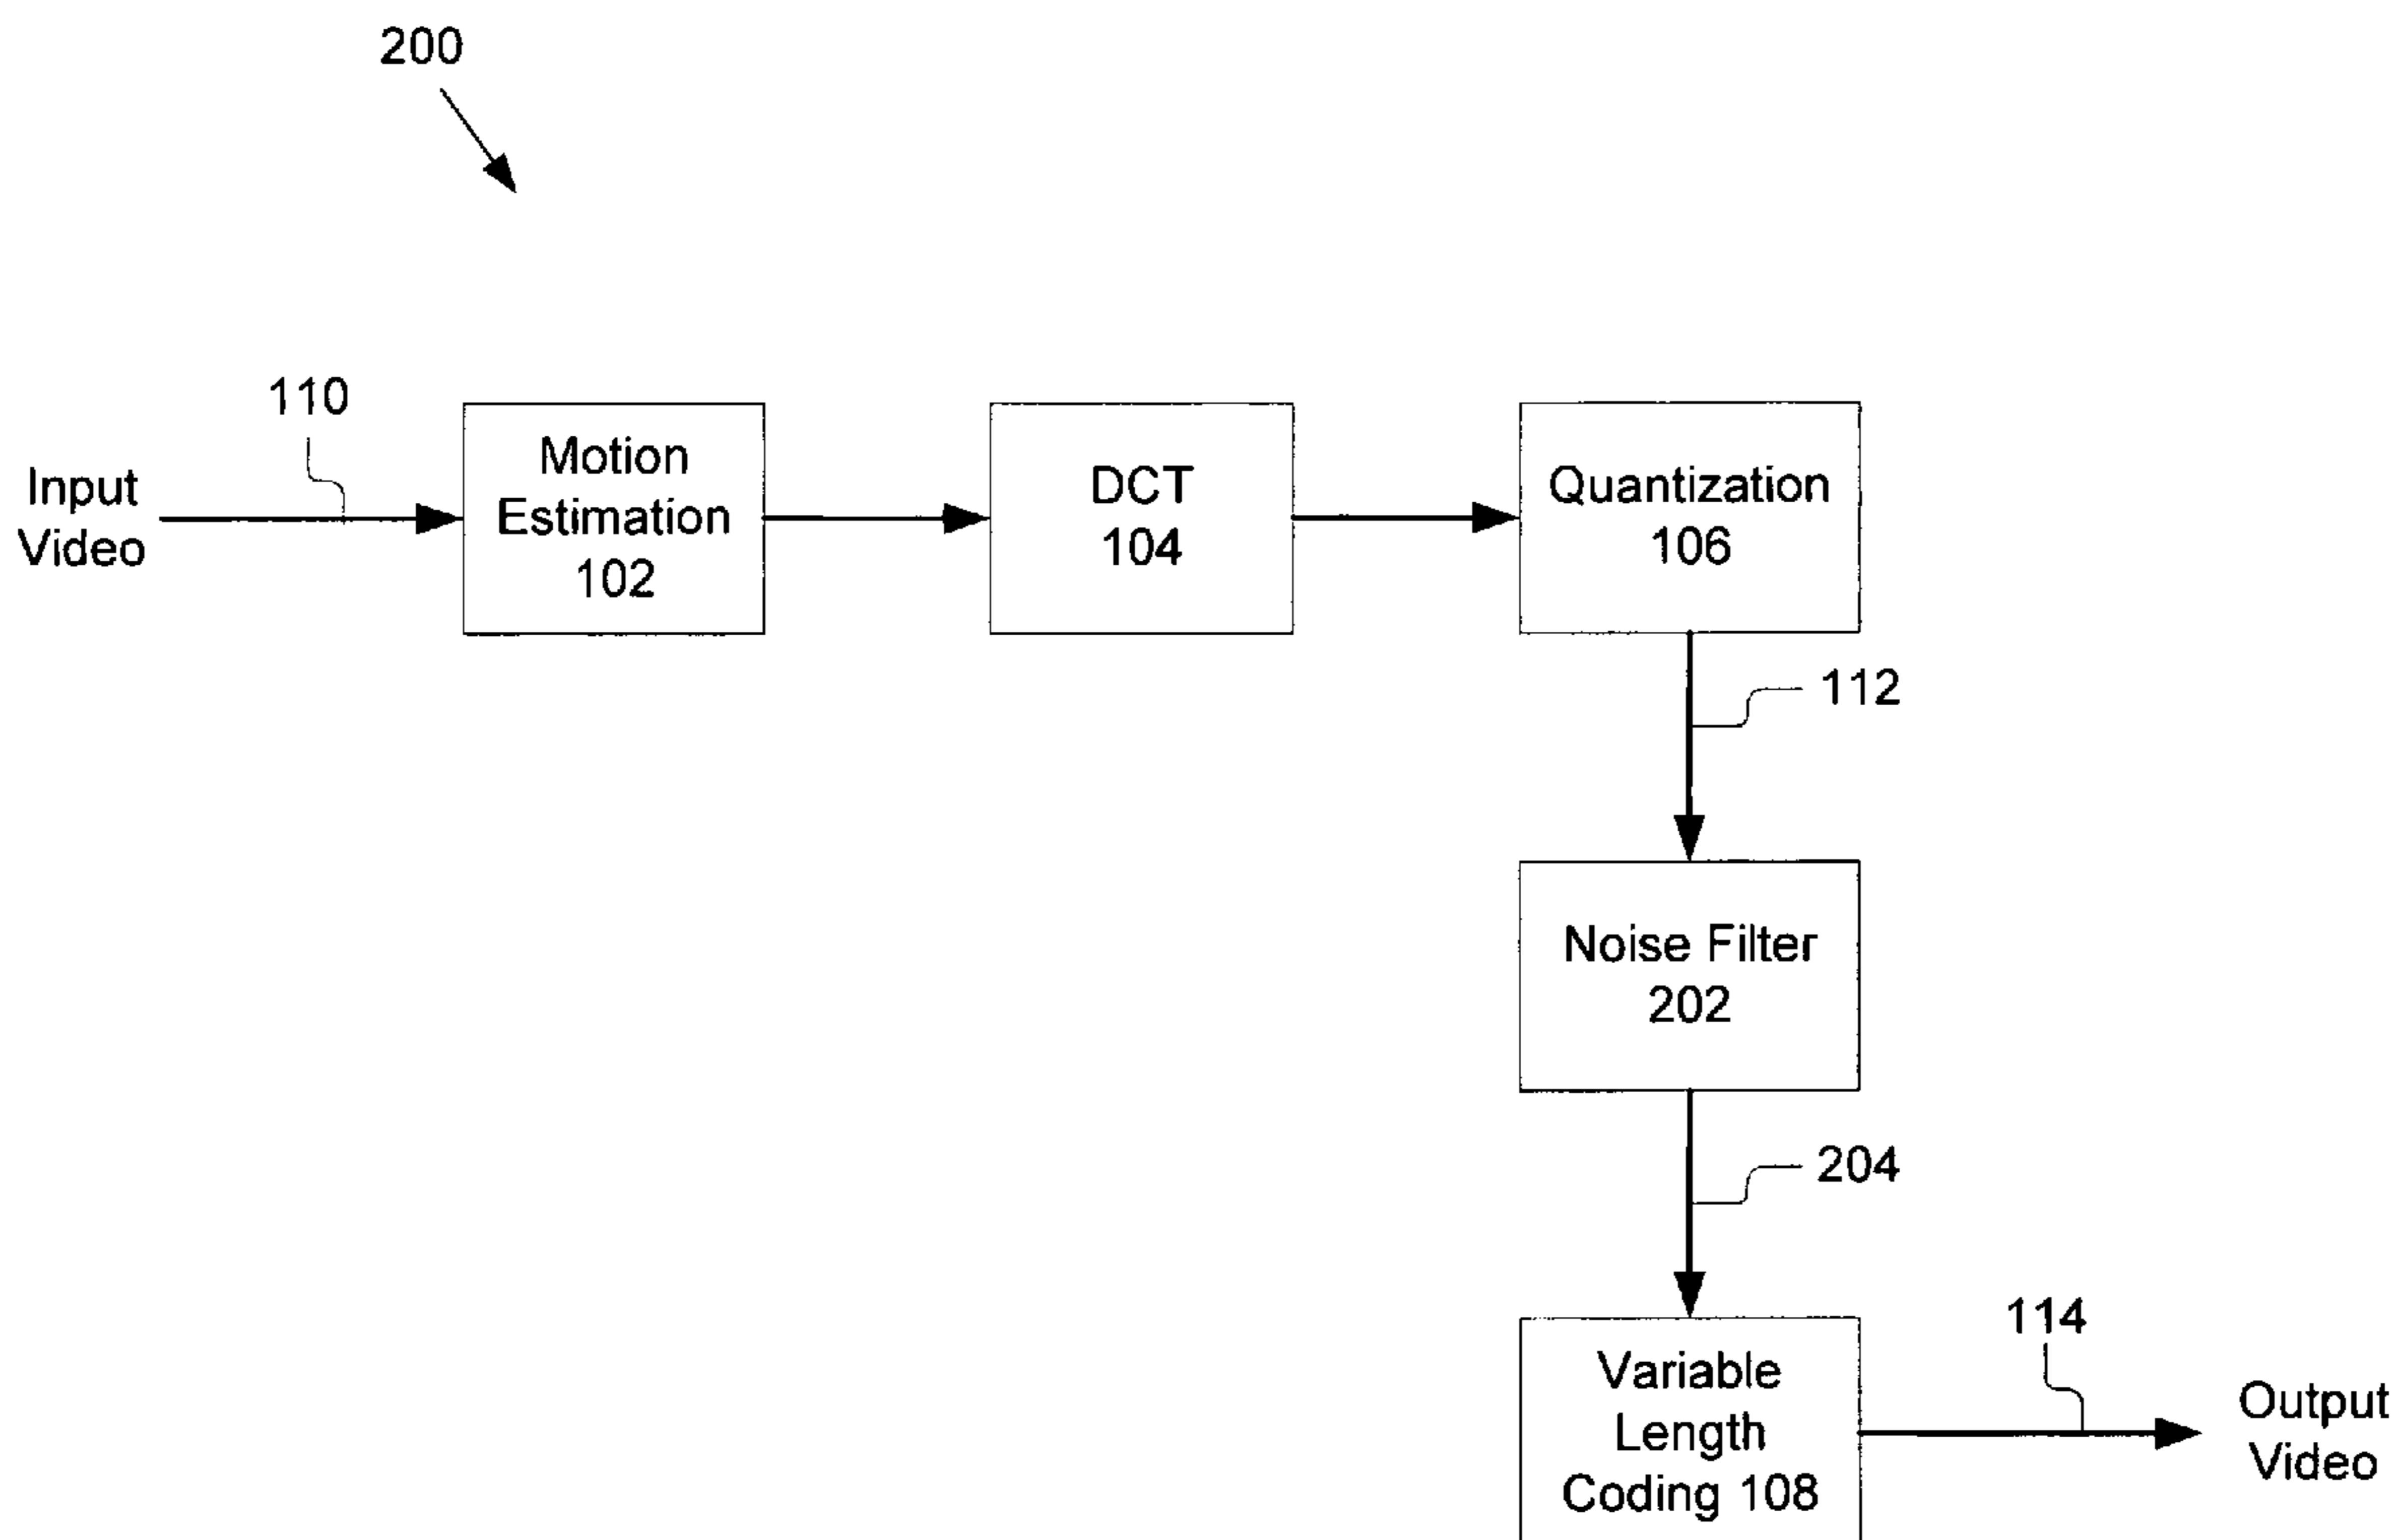 200
110
Input
Video
Motion
Estimation
102
DCT
104
Quantization
106
112
Noise Filter
202
204
Variable
Length
Coding 108
114
Output
Video